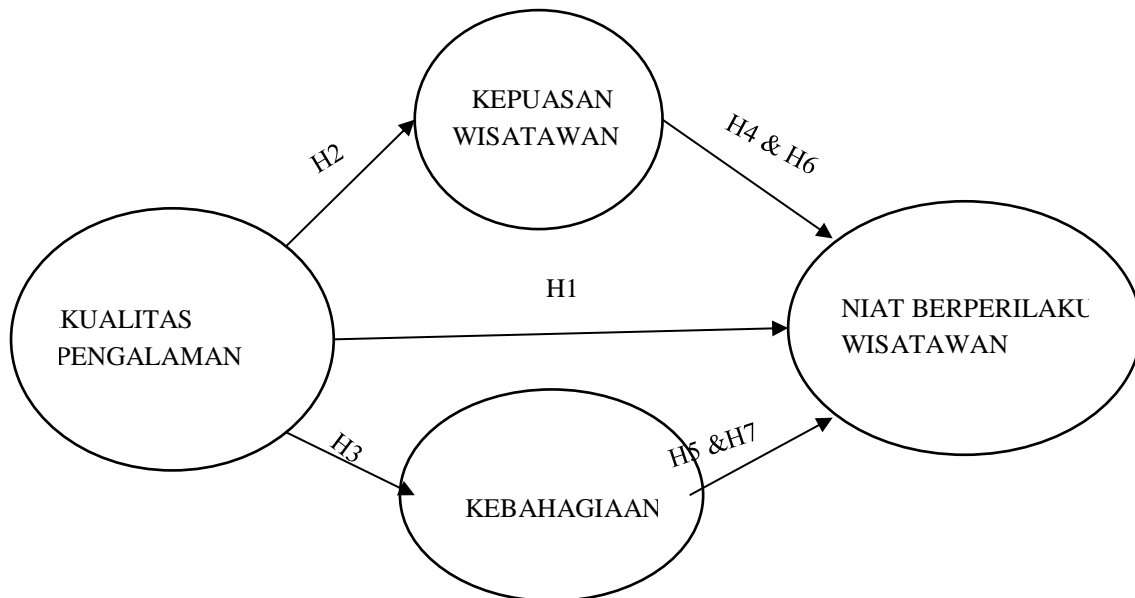 KEPUASAN
WISATAWAN
H2
H4 & H6
H1
KUALITAS
PENGALAMAN
NIAT BERPERILAKU
WISATAWAN
H3
H5 &H7
KEBAHAGIAAN